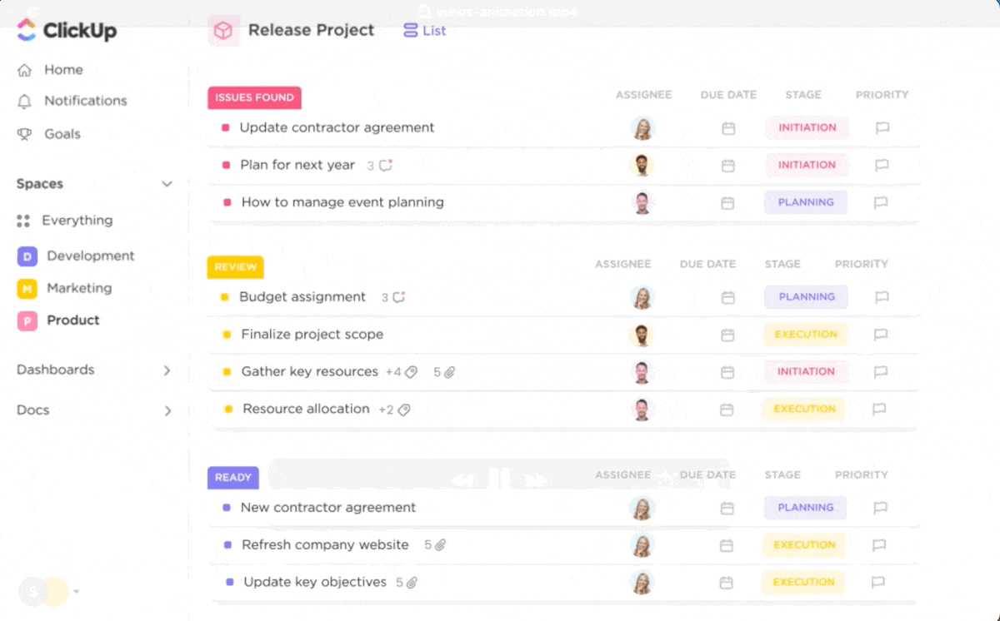 views-animation.mp4
ClickUp
Release Project
List
Home
Notifications
Goals
Spaces
Everything
D Development
M Marketing
P Product
Dashboards
Docs
$
ISSUES FOUND ASSIGNEE DUE DATE STAGE PRIORITY
Update contractor agreement INITIATION
Plan for next year 3 INITIATION
How to manage event planning PLANNING
REVIEW ASSIGNEE DUE DATE STAGE PRIORITY
Budget assignment 3 PLANNING
Finalize project scope EXECUTION
Gather key resources +4 5 INITIATION
Resource allocation +2 EXECUTION
READY ASSIGNEE DUE DATE STAGE PRIORITY
New contractor agreement PLANNING
Refresh company website 5 EXECUTION
Update key objectives 5 EXECUTION